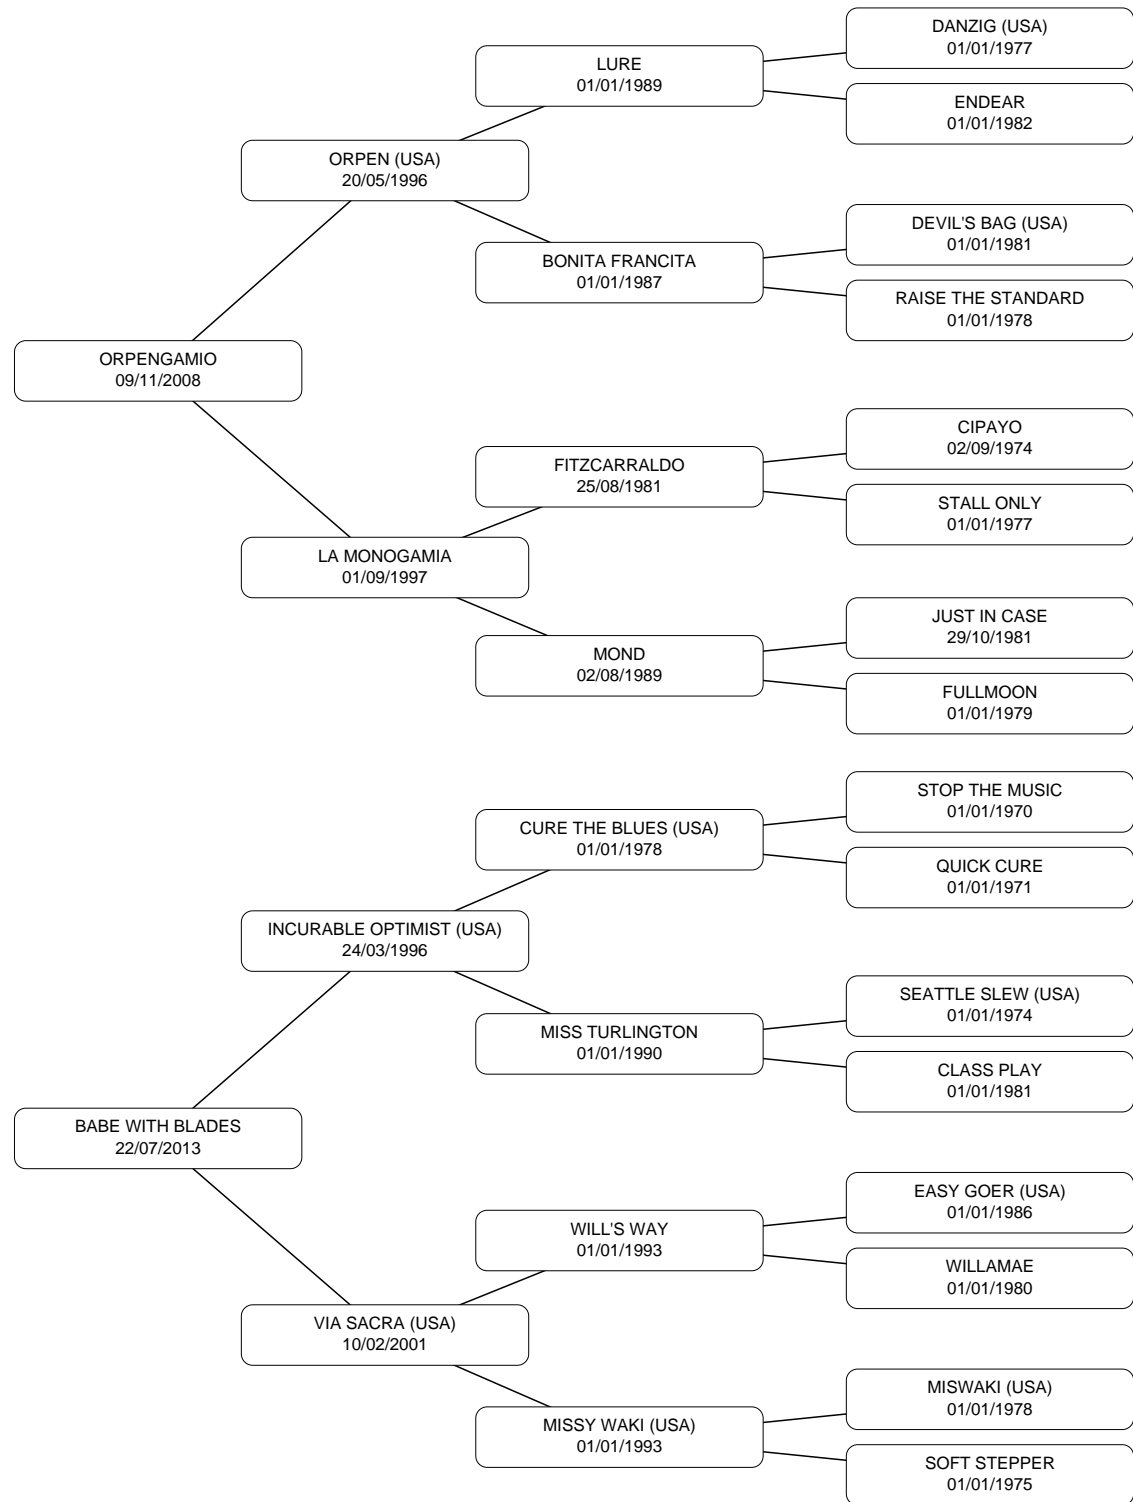 DANZIG (USA)
01/01/1977
LURE
01/01/1989
ENDEAR
01/01/1982
ORPEN (USA)
20/05/1996
DEVIL'S BAG (USA)
01/01/1981
BONITA FRANCITA
01/01/1987
RAISE THE STANDARD
01/01/1978
ORPENGAMIO
09/11/2008
CIPAYO
02/09/1974
FITZCARRALDO
25/08/1981
STALL ONLY
01/01/1977
LA MONOGAMIA
01/09/1997
JUST IN CASE
29/10/1981
MOND
02/08/1989
FULLMOON
01/01/1979
STOP THE MUSIC
01/01/1970
CURE THE BLUES (USA)
01/01/1978
QUICK CURE
01/01/1971
INCURABLE OPTIMIST (USA)
24/03/1996
SEATTLE SLEW (USA)
01/01/1974
MISS TURLINGTON
01/01/1990
CLASS PLAY
01/01/1981
BABE WITH BLADES
22/07/2013
EASY GOER (USA)
01/01/1986
WILL'S WAY
01/01/1993
WILLAMAE
01/01/1980
VIA SACRA (USA)
10/02/2001
MISWAKI (USA)
01/01/1978
MISSY WAKI (USA)
01/01/1993
SOFT STEPPER
01/01/1975